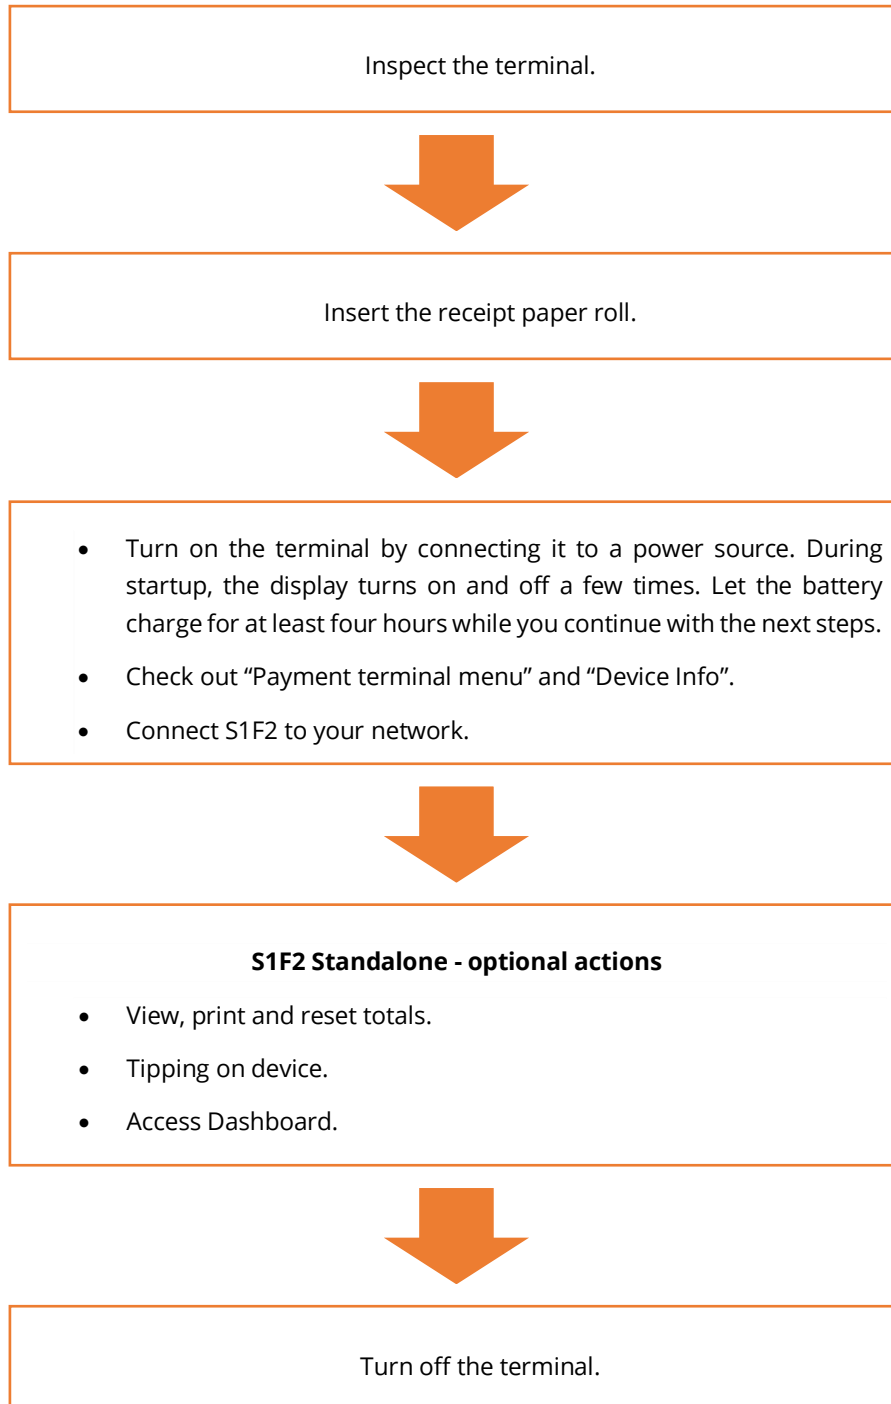 Inspect the terminal.
Insert the receipt paper roll.
• Turn on the terminal by connecting it to a power source. During
startup, the display turns on and off a few times. Let the battery
charge for at least four hours while you continue with the next steps.
• Check out “Payment terminal menu” and “Device Info”.
• Connect S1F2 to your network.
S1F2 Standalone - optional actions
• View, print and reset totals.
• Tipping on device.
• Access Dashboard.
Turn off the terminal.